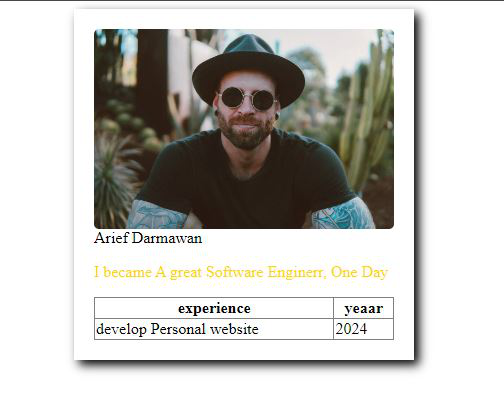 Arief Darmawan
I became A great Software Enginerr, One Day
experience yeaar
develop Personal website 2024